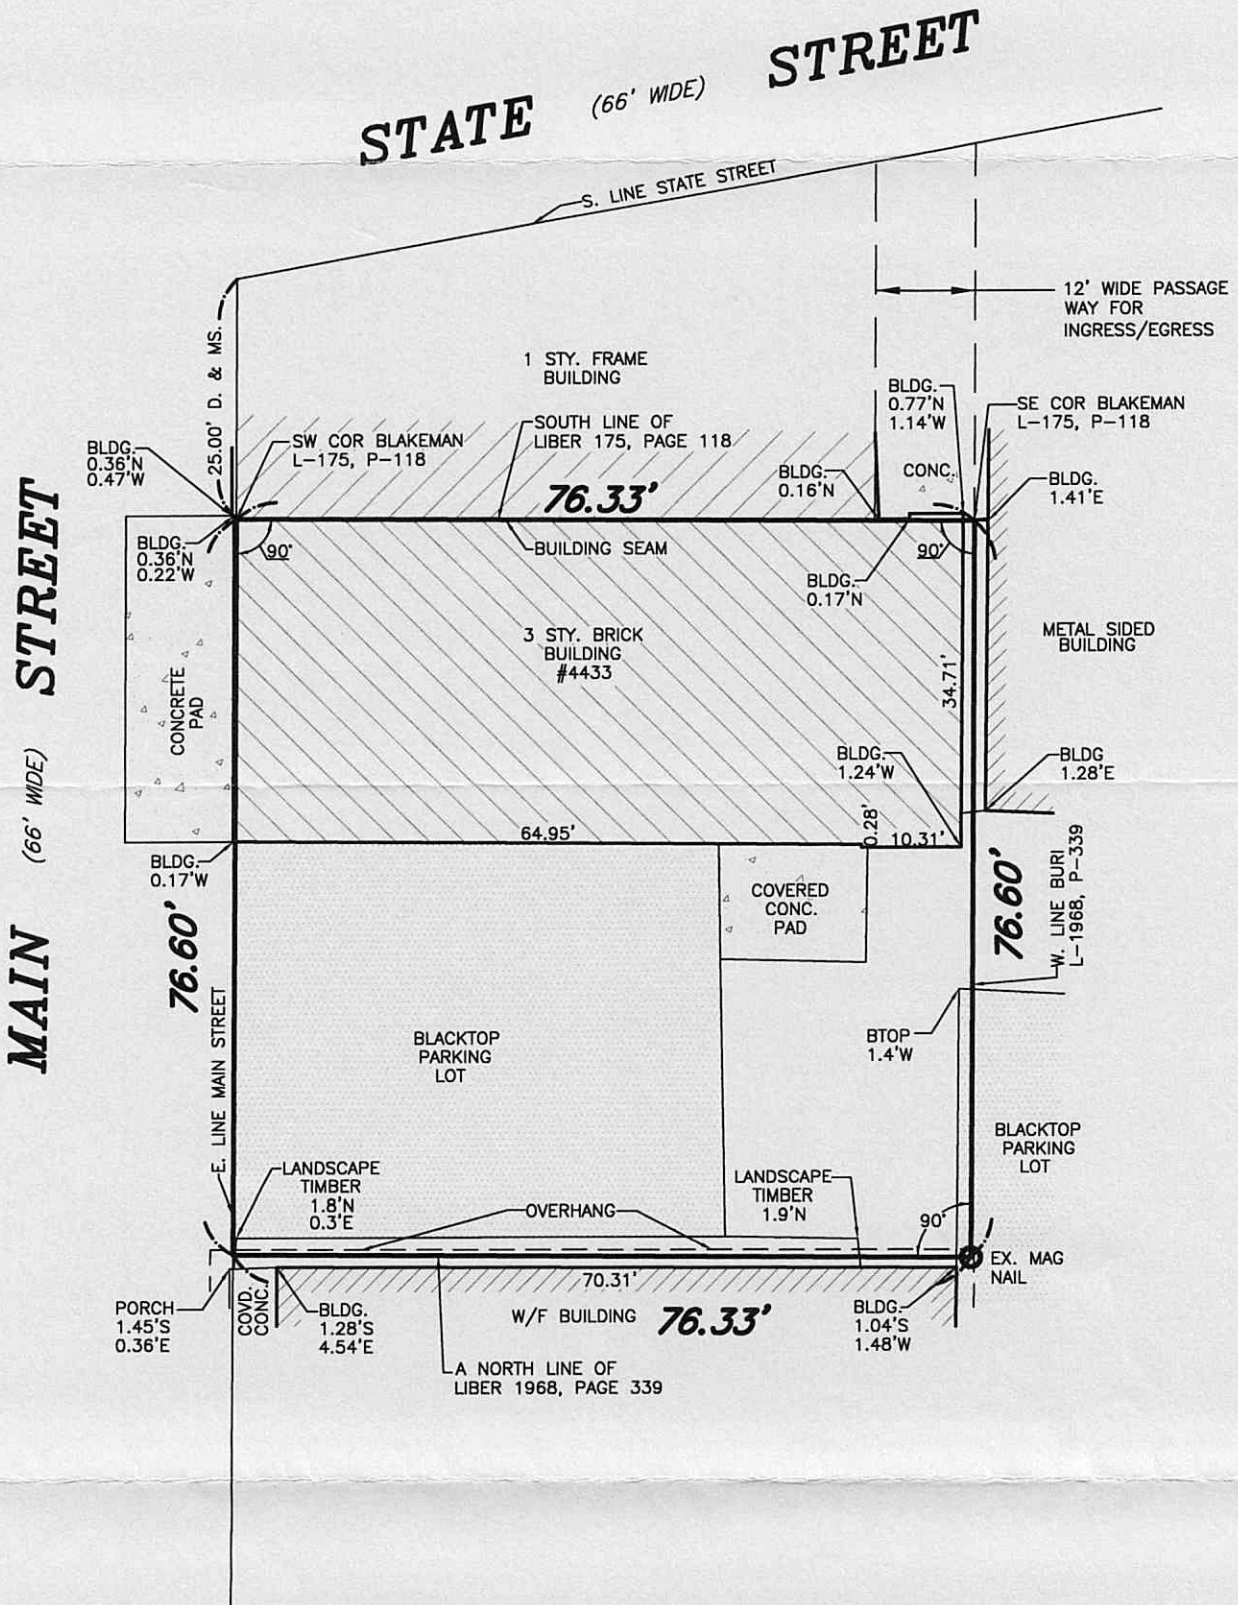 STATE (66' WIDE) STREET
S. LINE STATE STREET
12' WIDE PASSAGE
WAY FOR
INGRESS/EGRESS
25.00' D. & MS.
1 STY. FRAME
BUILDING
BLDG.
0.77'N
1.14'W
SE COR BLAKEMAN
L-175, P-118
BLDG.
0.36'N
0.47'W
SW COR BLAKEMAN
L-175, P-118
SOUTH LINE OF
LIBER 175, PAGE 118
BLDG.
0.16'N
CONC.
BLDG.
1.41'E
76.33'
BLDG.
0.36'N
0.22'W
90°
BUILDING SEAM
90°
BLDG.
0.17'N
MAIN (66' WIDE) STREET
CONCRETE
PAD
3 STY. BRICK
BUILDING
#4433
34.71'
METAL SIDED
BUILDING
BLDG.
1.24'W
BLDG
1.28'E
64.95'
0.28'
10.31'
BLDG.
0.17'W
76.60'
E. LINE MAIN STREET
COVERED
CONC.
PAD
76.60'
W. LINE BURI
L-1968, P-339
BLACKTOP
PARKING
LOT
BTOP
1.4'W
BLACKTOP
PARKING
LOT
LANDSCAPE
TIMBER
1.8'N
0.3'E
OVERHANG
LANDSCAPE
TIMBER
1.9'N
90°
EX. MAG
NAIL
70.31'
PORCH
1.45'S
0.36'E
COVD.
CONC.
BLDG.
1.28'S
4.54'E
W/F BUILDING
76.33'
BLDG.
1.04'S
1.48'W
A NORTH LINE OF
LIBER 1968, PAGE 339